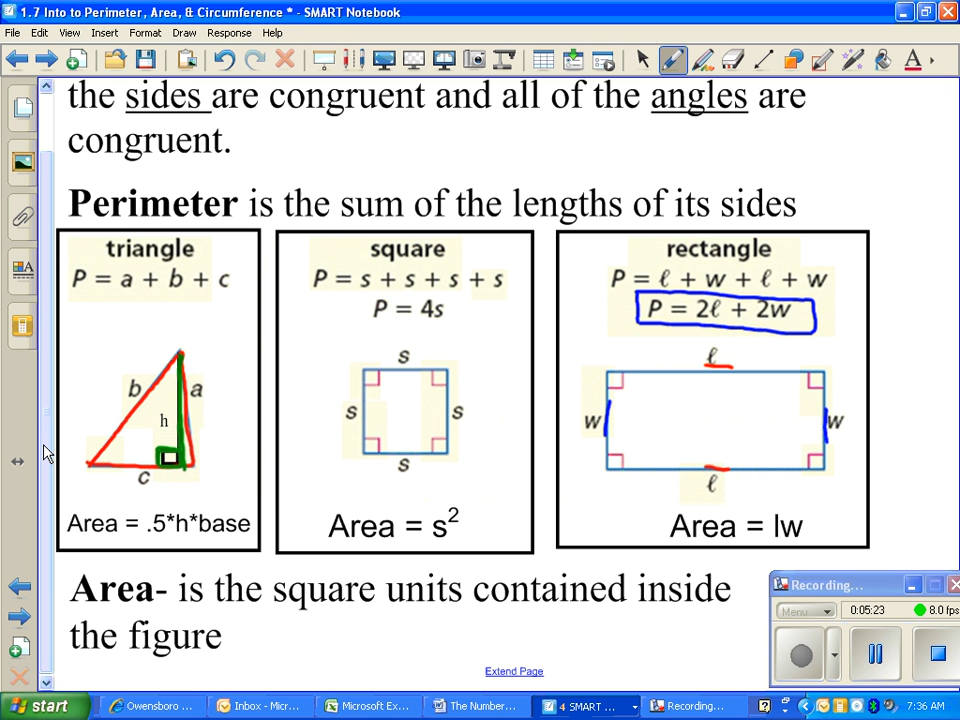 1.7 Into to Perimeter, Area, & Circumference * - SMART Notebook
File Edit View Insert Format Draw Response Help
the sides are congruent and all of the angles are
congruent.
Perimeter is the sum of the lengths of its sides
triangle
P = a + b + c
b
a
h
c
Area = .5*h*base
square
P = s + s + s + s
P = 4s
s
s
s
s
Area = s²
rectangle
P = ℓ + w + ℓ + w
P = 2ℓ + 2w
ℓ
w
w
ℓ
Area = lw
Area- is the square units contained inside
the figure
Extend Page
Recording...
Menu
0:05:23
8.0 fps
start
Owensboro ...
Inbox - Micr...
Microsoft Ex...
The Number...
4 SMART ...
Recording...
7:36 AM